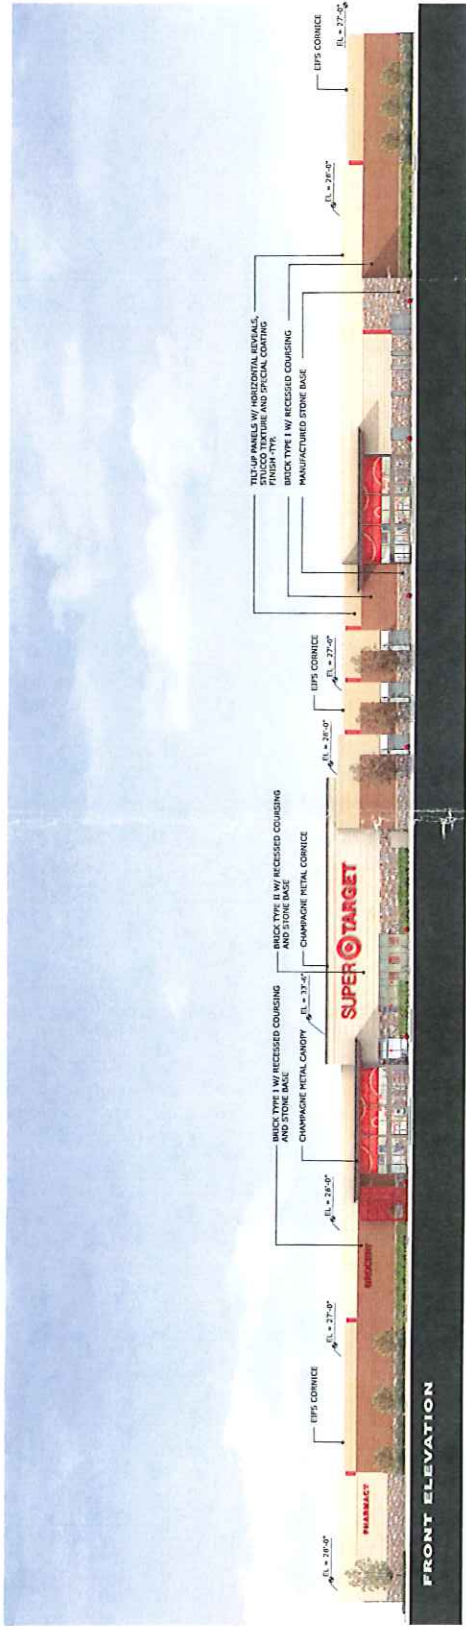 EL = 28'-0"
EIFS CORNICE
EL = 27'-0"
EL = 28'-0"
BRICK TYPE I W/ RECESSED COURSING
AND STONE BASE
CHAMPAGNE METAL CANOPY
EL = 33'-6"
BRICK TYPE II W/ RECESSED COURSING
AND STONE BASE
CHAMPAGNE METAL CORNICE
EL = 28'-0"
EIFS CORNICE
EL = 27'-0"
TILT-UP PANELS W/ HORIZONTAL REVEALS,
STUCCO TEXTURE AND SPECIAL COATING
FINISH -TYP.
BRICK TYPE I W/ RECESSED COURSING
MANUFACTURED STONE BASE
EL = 28'-0"
EIFS CORNICE
EL = 27'-0"
PHARMACY
GROCERY
SUPER TARGET
FRONT ELEVATION